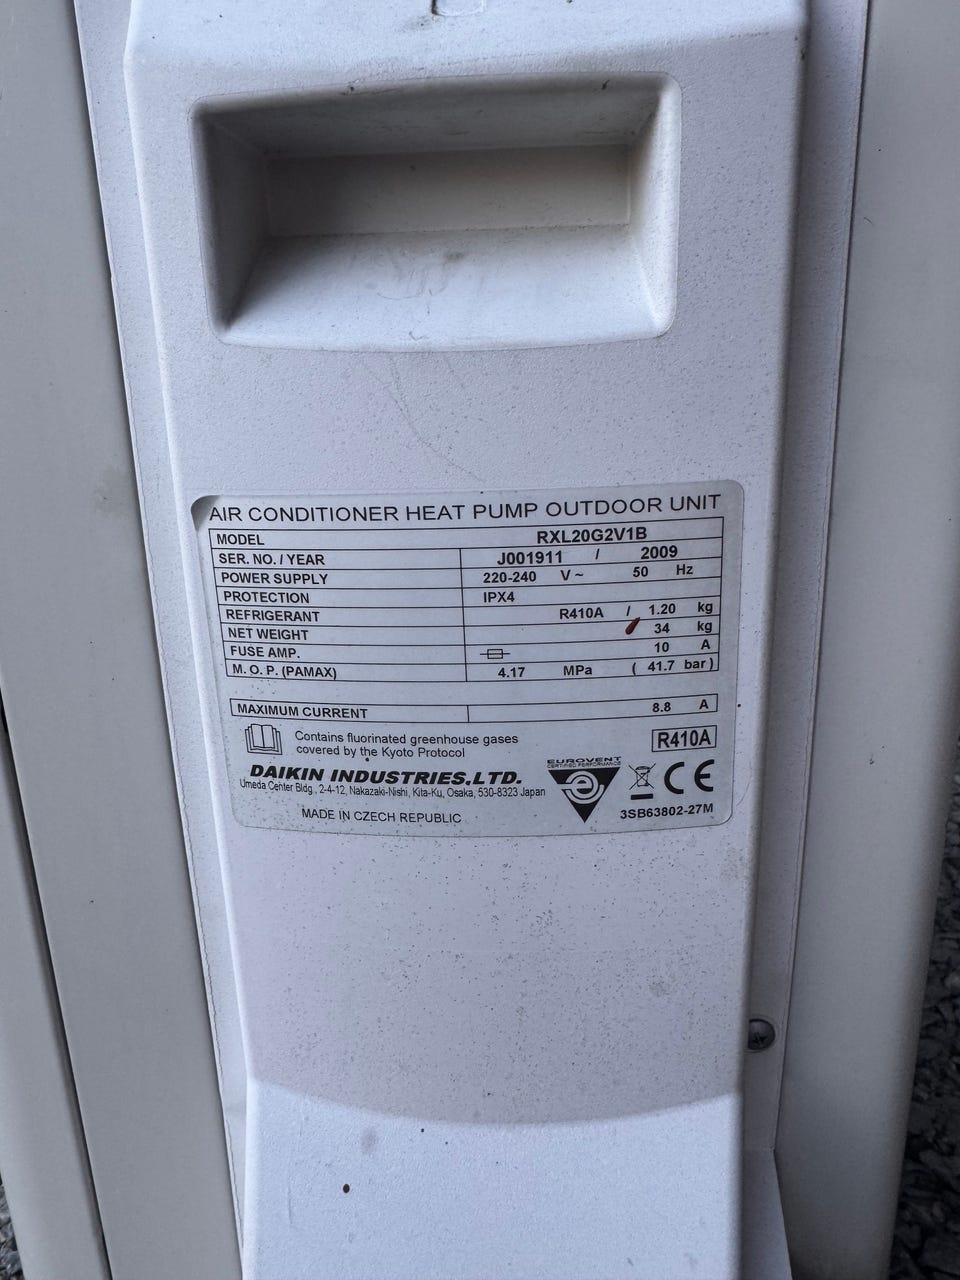 AIR CONDITIONER HEAT PUMP OUTDOOR UNIT
MODEL RXL20G2V1B
SER. NO. / YEAR J001911 / 2009
POWER SUPPLY 220-240 V ~ 50 Hz
PROTECTION IPX4
REFRIGERANT R410A / 1.20 kg
NET WEIGHT 34 kg
FUSE AMP. 10 A
M. O. P. (PAMAX) 4.17 MPa ( 41.7 bar )
MAXIMUM CURRENT 8.8 A
Contains fluorinated greenhouse gases
covered by the Kyoto Protocol
R410A
DAIKIN INDUSTRIES,LTD.
Umeda Center Bldg., 2-4-12, Nakazaki-Nishi, Kita-Ku, Osaka, 530-8323 Japan
MADE IN CZECH REPUBLIC
EUROVENT
CERTIFIED PERFORMANCE
CE
3SB63802-27M